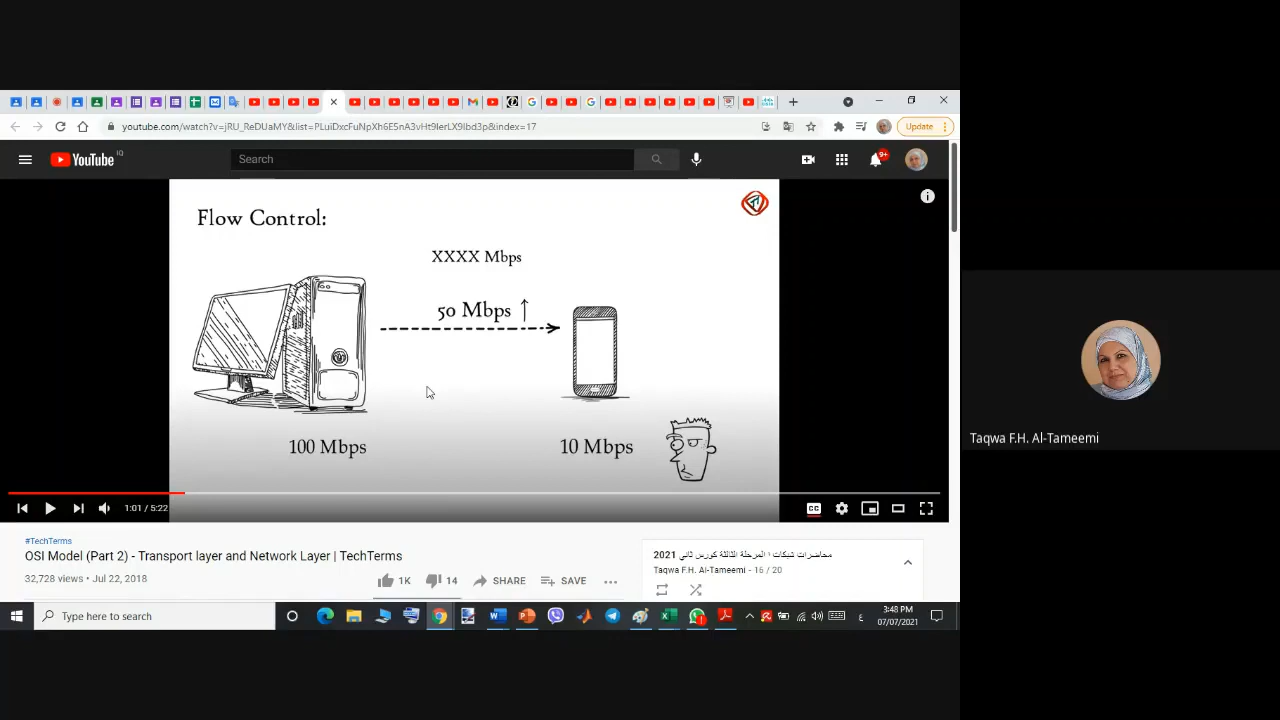 youtube.com/watch?v=jRU_ReDUaMY&list=PLuiDxcFuNpXh6E5nA3vHt9IerLX9Ibd3p&index=17
Update
YouTube IQ
Search
9+
Flow Control:
XXXX Mbps
50 Mbps ↑
100 Mbps
10 Mbps
1:01 / 5:22
CC
#TechTerms
OSI Model (Part 2) - Transport layer and Network Layer | TechTerms
32,728 views • Jul 22, 2018
1K
14
SHARE
SAVE
محاضرات شبكات ١ المرحلة الثالثة كورس ثاني 2021
Taqwa F.H. Al-Tameemi - 16 / 20
Type here to search
ع
3:48 PM
07/07/2021
Taqwa F.H. Al-Tameemi